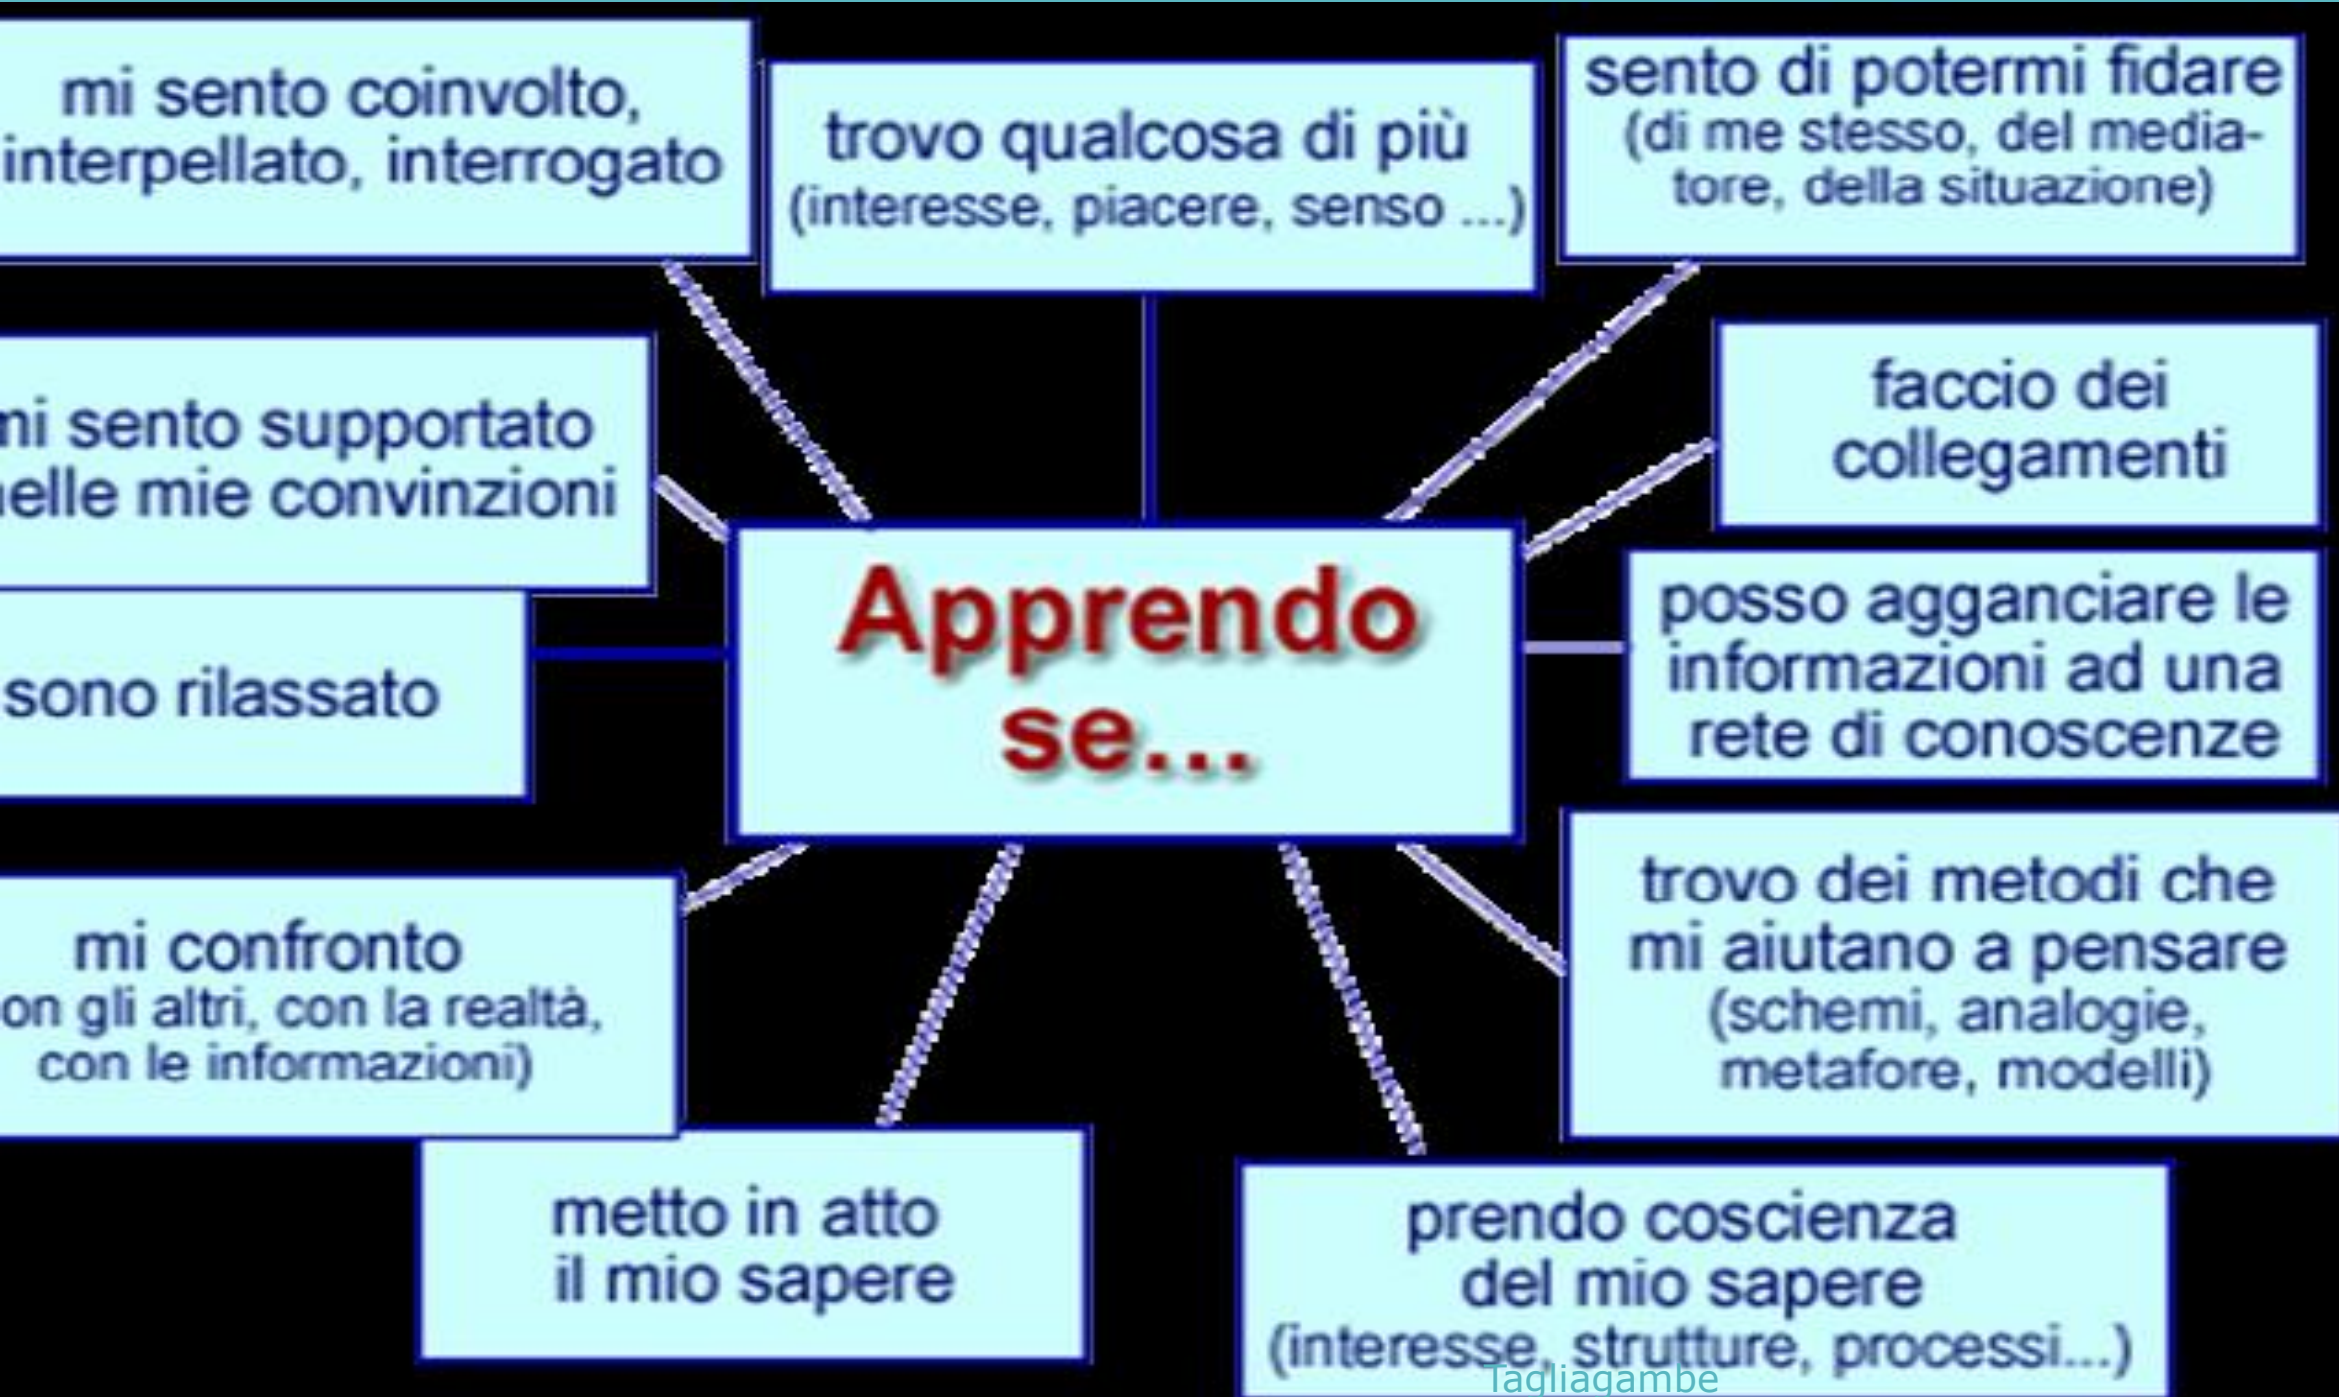 mi sento coinvolto,
interpellato, interrogato
trovo qualcosa di più
(interesse, piacere, senso ...)
sento di potermi fidare
(di me stesso, del media-
tore, della situazione)
mi sento supportato
nelle mie convinzioni
faccio dei
collegamenti
Apprendo
se...
posso agganciare le
informazioni ad una
rete di conoscenze
sono rilassato
trovo dei metodi che
mi aiutano a pensare
(schemi, analogie,
metafore, modelli)
mi confronto
on gli altri, con la realtà,
con le informazioni)
metto in atto
il mio sapere
prendo coscienza
del mio sapere
(interesse, strutture, processi...)
Tagliagambe